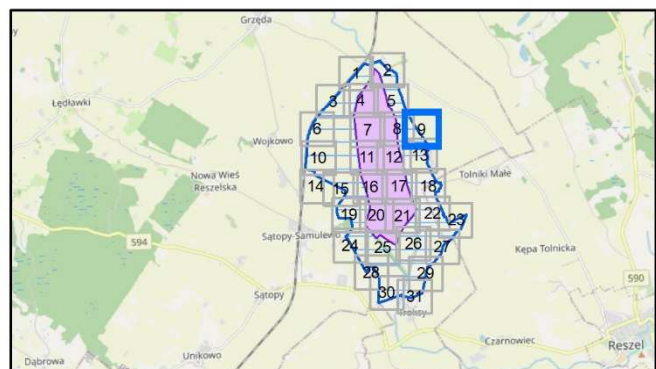 Grzęda
y
1 2
Łędławki
3 4 5
6 7 8 9
Wojkowo
10 11 12 13
Nowa Wieś
Reszelska
14 15 16 17 18
Tolniki Małe
19 20 21 22 23
594
Sątopy-Samulewo
24 25 26 27
Kępa Tolnicka
28 29
590
Sątopy
30 31
Troksy
Czarnowiec
Reszel
Unikowo
Dąbrowa